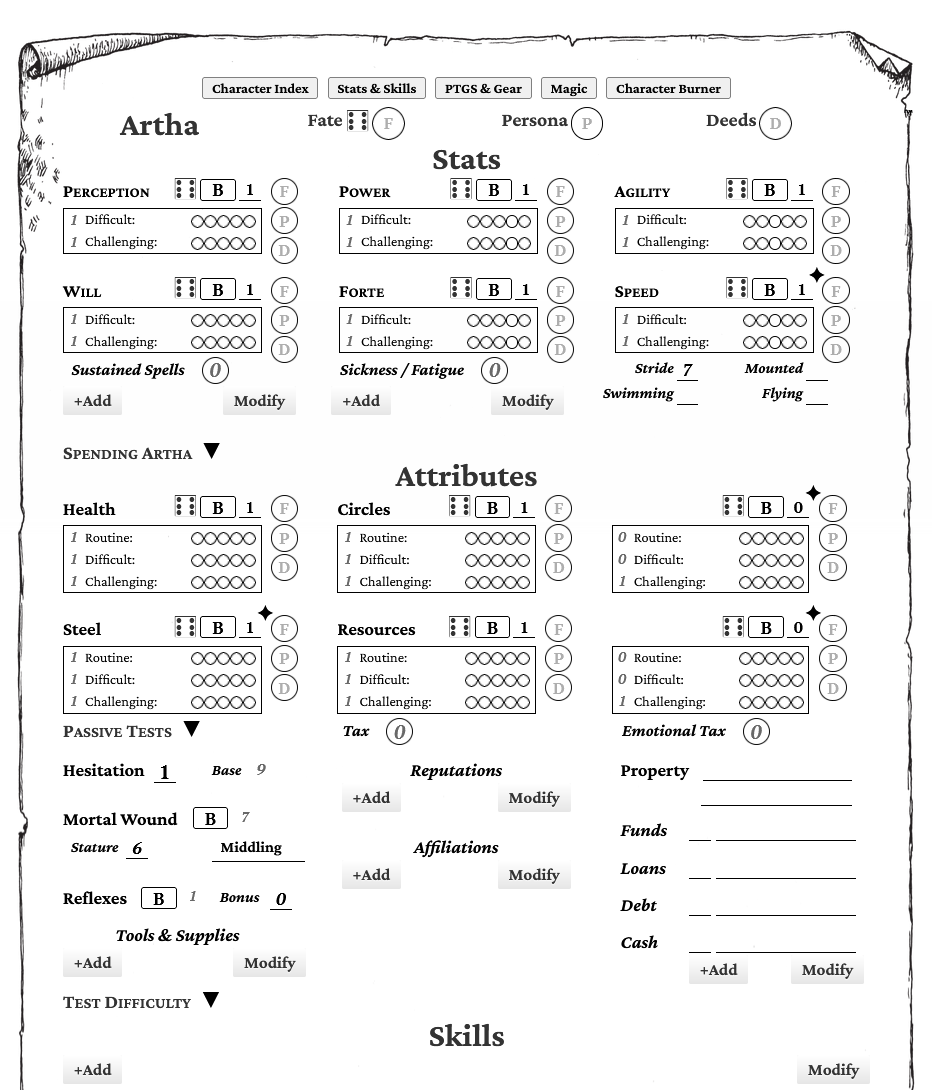 Character Index Stats & Skills PTGS & Gear Magic Character Burner
Artha Fate F Persona P Deeds D
Stats
Perception B 1 F Power B 1 F Agility B 1 F
1 Difficult: P 1 Difficult: P 1 Difficult: P
1 Challenging: D 1 Challenging: D 1 Challenging: D
Will B 1 F Forte B 1 F Speed B 1 F
1 Difficult: P 1 Difficult: P 1 Difficult: P
1 Challenging: D 1 Challenging: D 1 Challenging: D
Sustained Spells 0 Sickness / Fatigue 0 Stride 7 Mounted
Swimming Flying
+Add Modify +Add Modify
Spending Artha ▼
Attributes
Health B 1 F Circles B 1 F B 0 F
1 Routine: P 1 Routine: P 0 Routine: P
1 Difficult: D 1 Difficult: D 0 Difficult: D
1 Challenging: 1 Challenging: 1 Challenging:
Steel B 1 F Resources B 1 F B 0 F
1 Routine: P 1 Routine: P 0 Routine: P
1 Difficult: D 1 Difficult: D 0 Difficult: D
1 Challenging: 1 Challenging: 1 Challenging:
Passive Tests ▼ Tax 0 Emotional Tax 0
Hesitation 1 Base 9 Reputations Property
+Add Modify
Mortal Wound B 7 Funds
Stature 6 Middling Affiliations
Loans
+Add Modify
Reflexes B 1 Bonus 0 Debt
Tools & Supplies Cash
+Add Modify +Add Modify
Test Difficulty ▼
Skills
+Add Modify